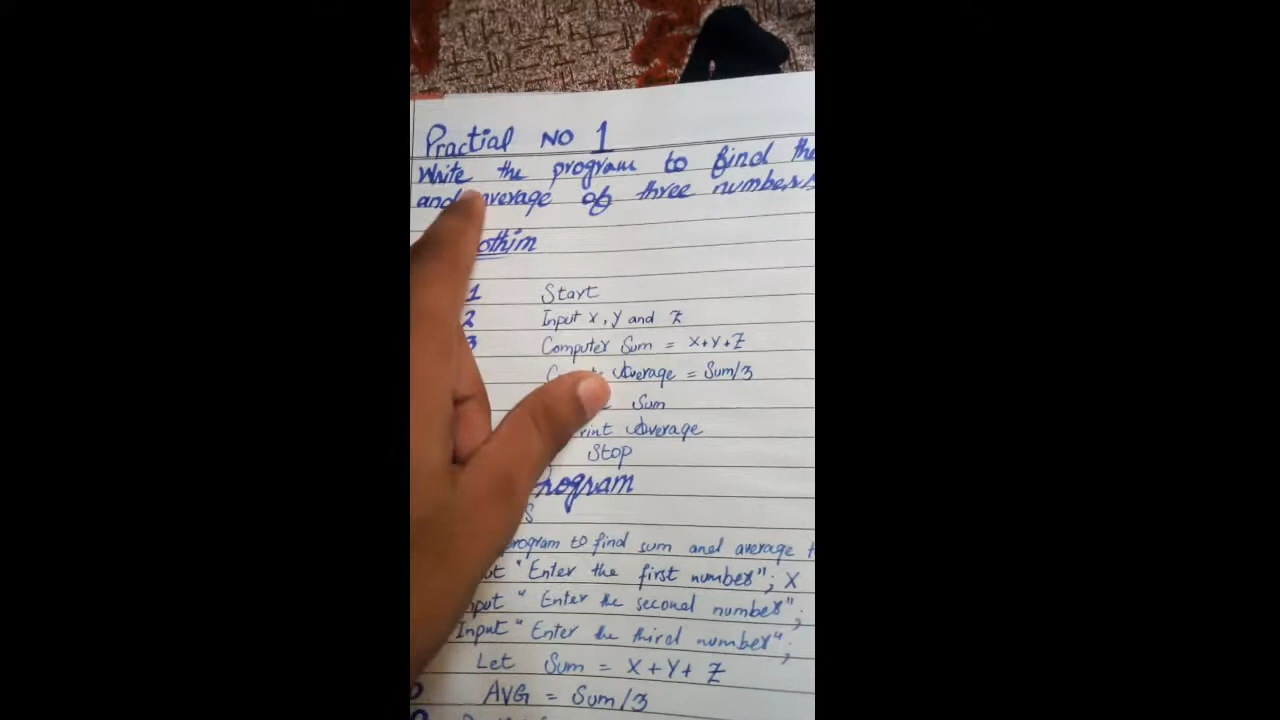 Practial NO 1
Write the program to find the
and average of three numbers
1 Start
2 Input X, Y and Z
3 Computer Sum = X+Y+Z
Average = Sum/3
Sum
Average
Stop
Program
program to find sum and average
"Enter the first number"; X
"Enter the second number";
Input "Enter the third number";
Let Sum = X+Y+Z
AVG = Sum/3